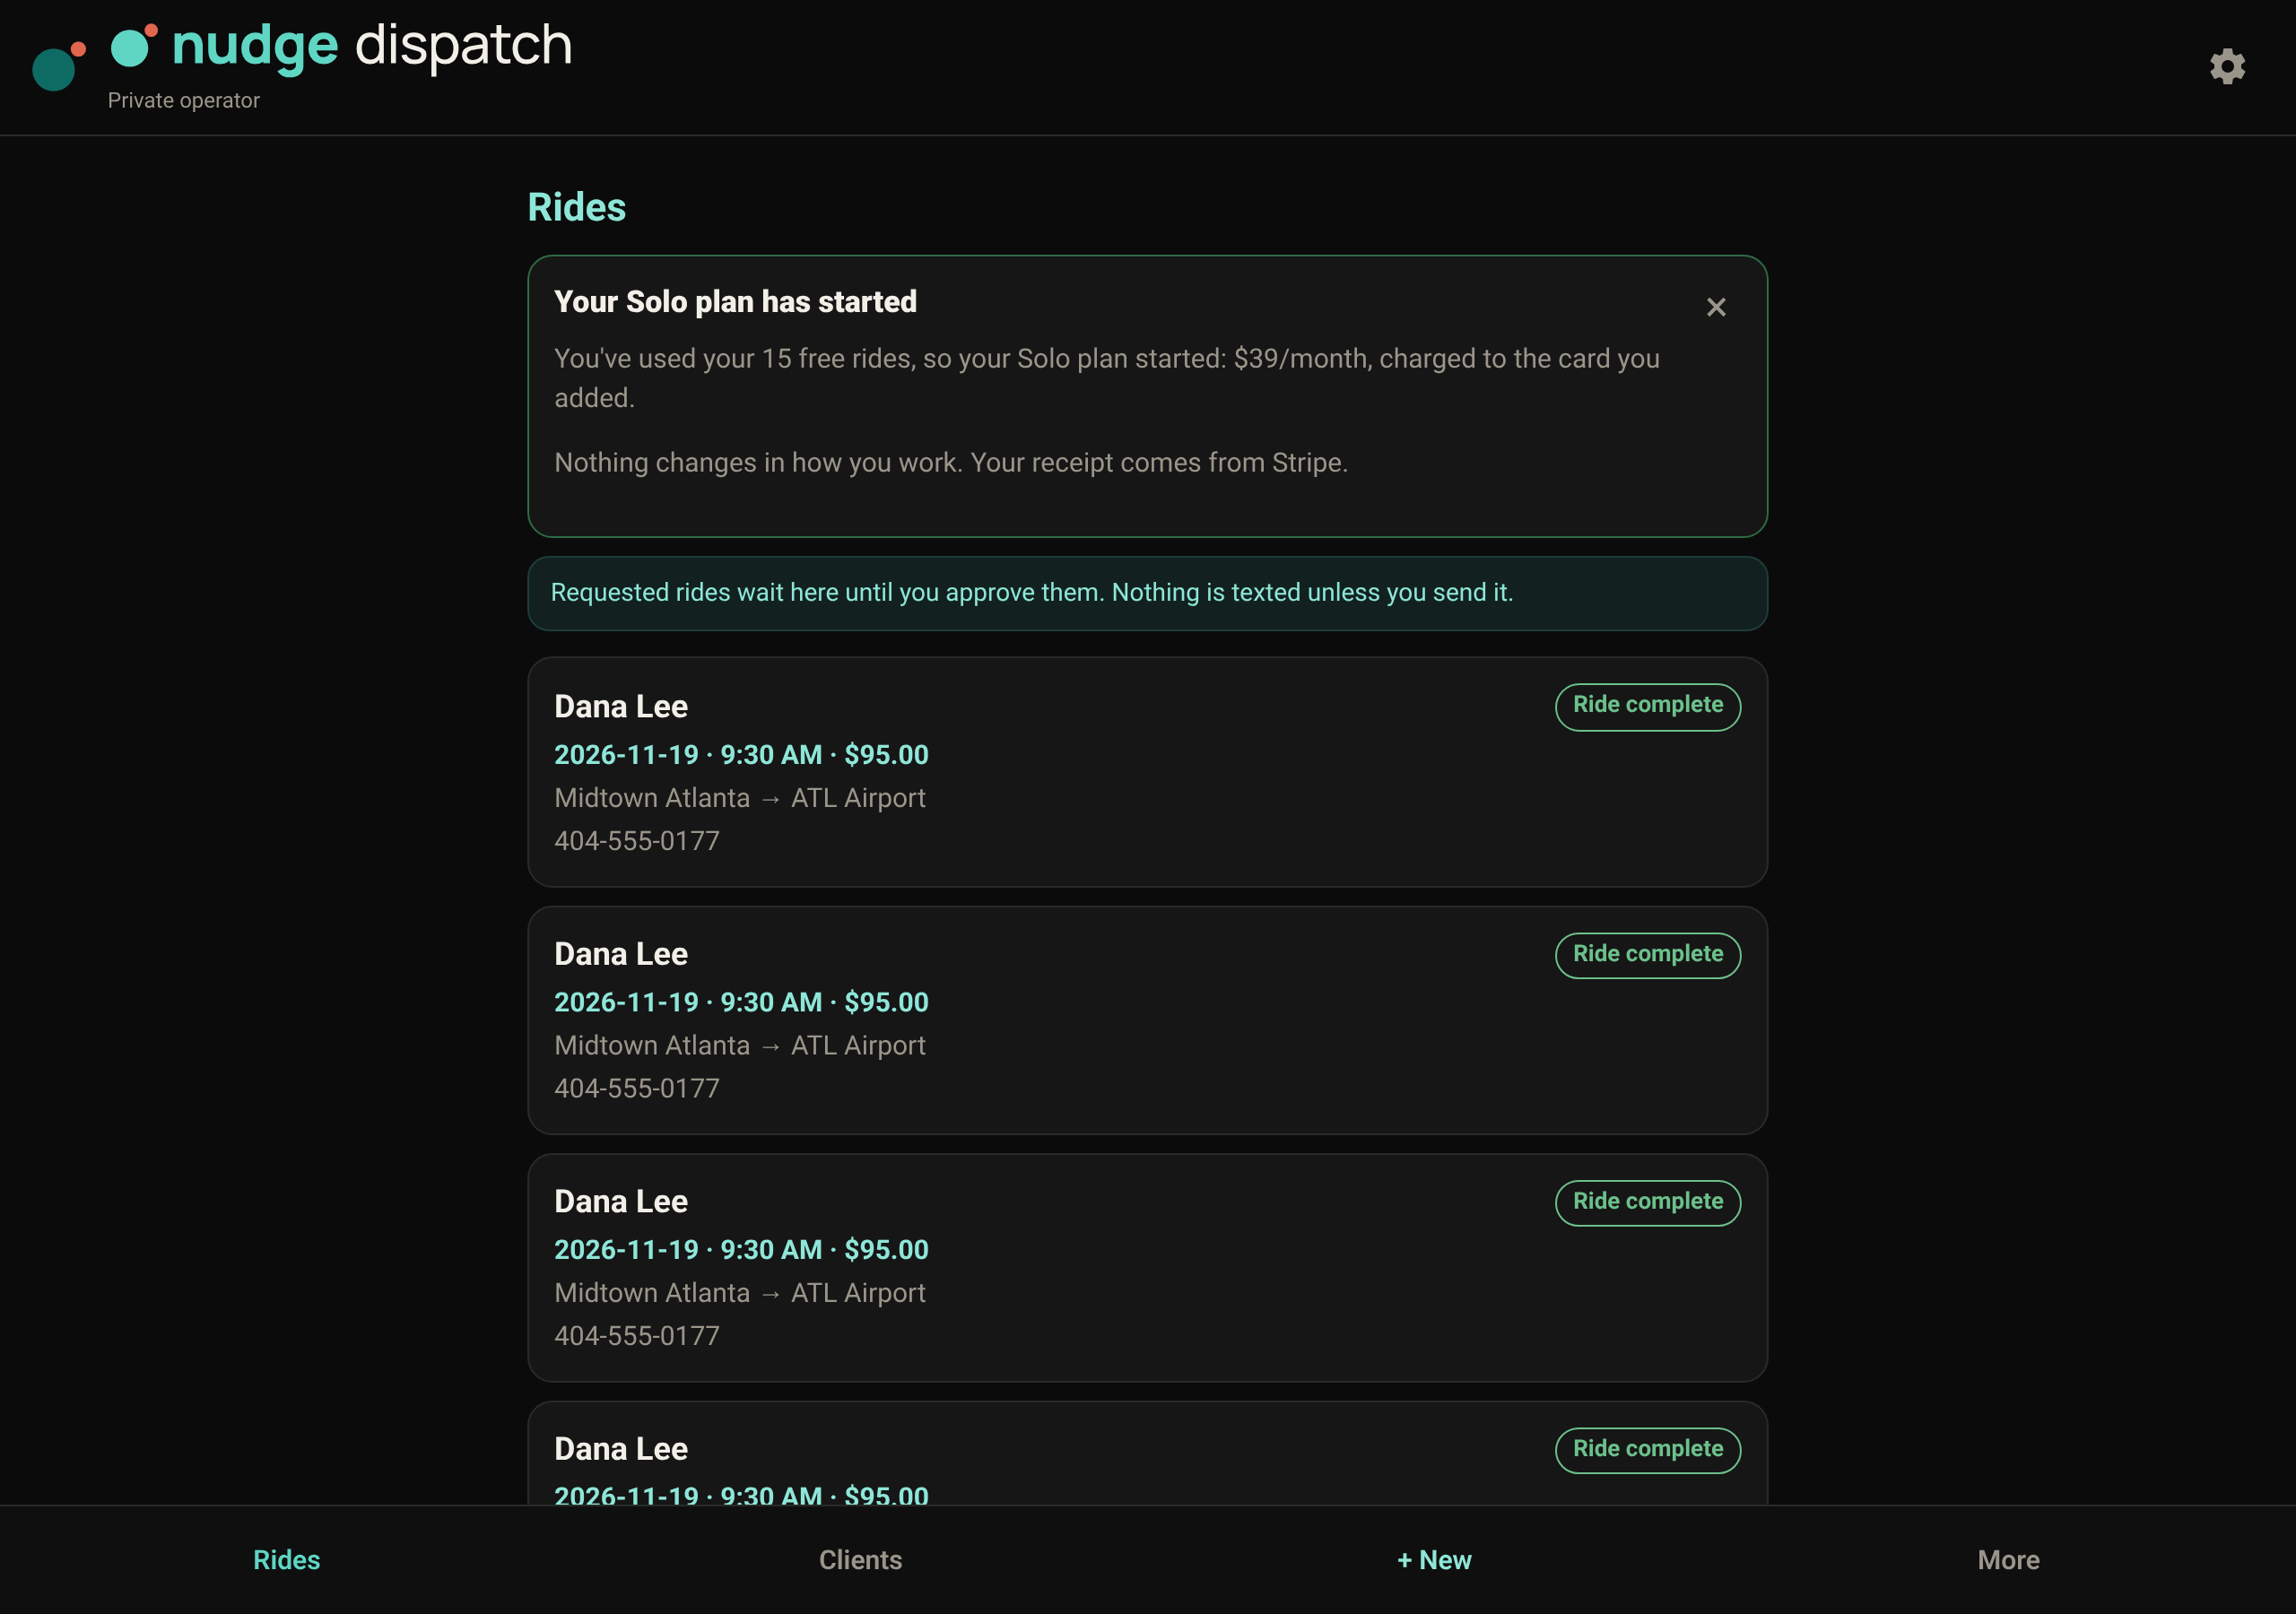 nudge dispatch
Private operator
Rides
Your Solo plan has started
You've used your 15 free rides, so your Solo plan started: $39/month, charged to the card you
added.
Nothing changes in how you work. Your receipt comes from Stripe.
Requested rides wait here until you approve them. Nothing is texted unless you send it.
Dana Lee
Ride complete
2026-11-19 · 9:30 AM · $95.00
Midtown Atlanta → ATL Airport
404-555-0177
Dana Lee
Ride complete
2026-11-19 · 9:30 AM · $95.00
Midtown Atlanta → ATL Airport
404-555-0177
Dana Lee
Ride complete
2026-11-19 · 9:30 AM · $95.00
Midtown Atlanta → ATL Airport
404-555-0177
Dana Lee
Ride complete
2026-11-19 · 9:30 AM · $95.00
Rides
Clients
+ New
More